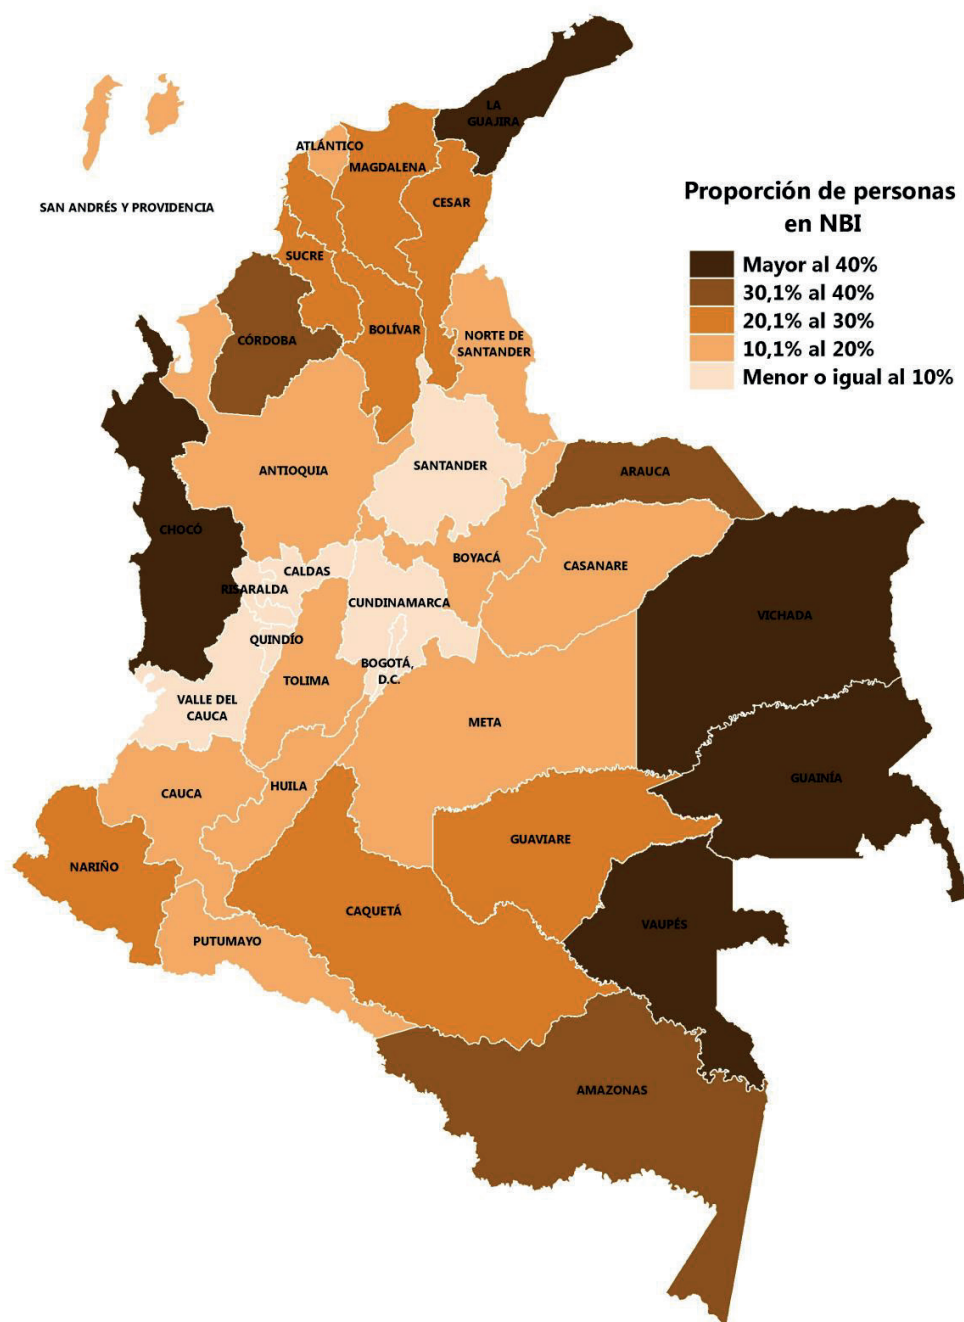 LA
GUAJIRA
ATLÁNTICO
MAGDALENA
SAN ANDRÉS Y PROVIDENCIA
CESAR
Proporción de personas
en NBI
Mayor al 40%
30,1% al 40%
20,1% al 30%
10,1% al 20%
Menor o igual al 10%
SUCRE
BOLÍVAR
CÓRDOBA
NORTE DE
SANTANDER
ANTIOQUIA
SANTANDER
ARAUCA
CHOCÓ
BOYACÁ
CASANARE
CALDAS
RISARALDA
CUNDINAMARCA
VICHADA
QUINDÍO
BOGOTÁ,
D.C.
TOLIMA
VALLE DEL
CAUCA
META
GUAINÍA
CAUCA
HUILA
GUAVIARE
NARIÑO
CAQUETÁ
VAUPÉS
PUTUMAYO
AMAZONAS